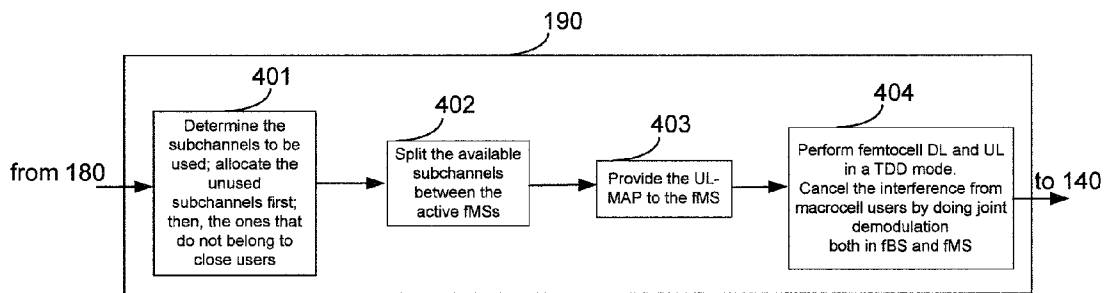 190
401
Determine the
subchannels to be
used; allocate the
unused
subchannels first;
then, the ones that
do not belong to
close users
402
Split the available
subchannels
between the
active fMSs
403
Provide the UL-
MAP to the fMS
404
Perform femtocell DL and UL
in a TDD mode.
Cancel the interference from
macrocell users by doing joint
demodulation
both in fBS and fMS
from 180
to 140